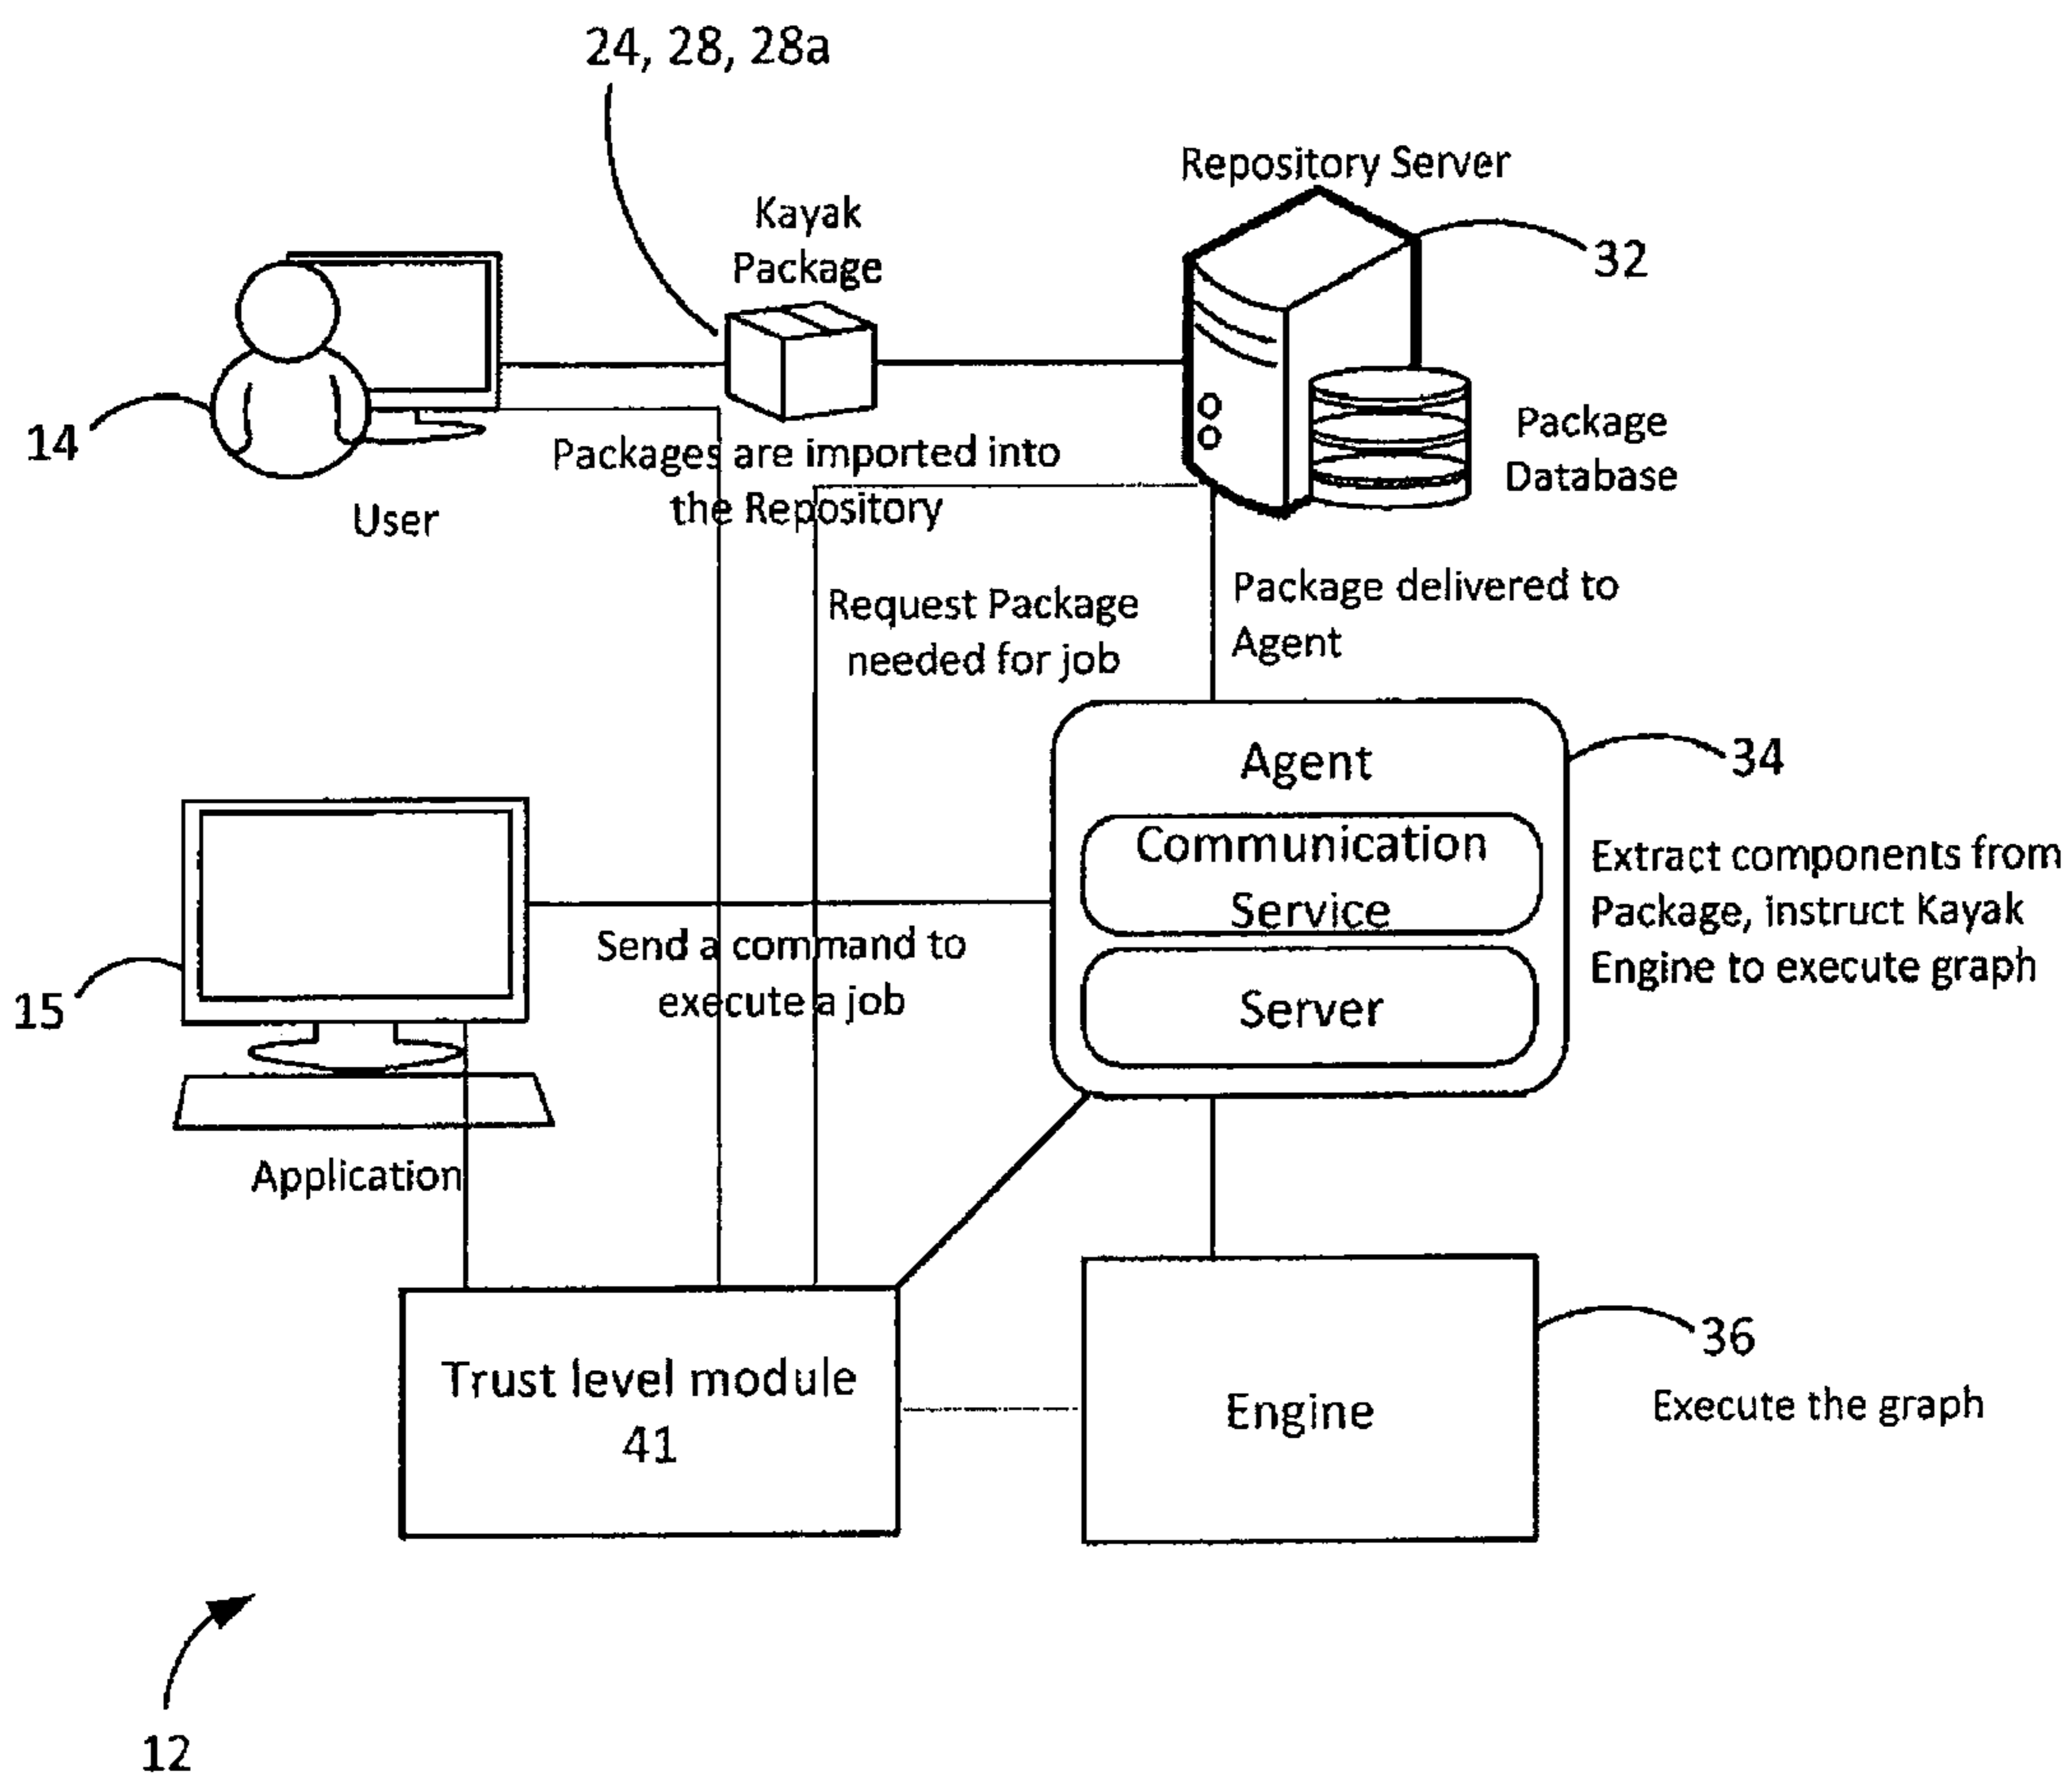 24, 28, 28a
Repository Server
32
Kayak
Package
14
User
Packages are imported into
the Repository
Package
Database
Request Package
needed for job
Package delivered to
Agent
34
Agent
Communication
Service
Server
Extract components from
Package, instruct Kayak
Engine to execute graph
15
Send a command to
execute a job
Application
Trust level module
41
Engine
36
Execute the graph
12